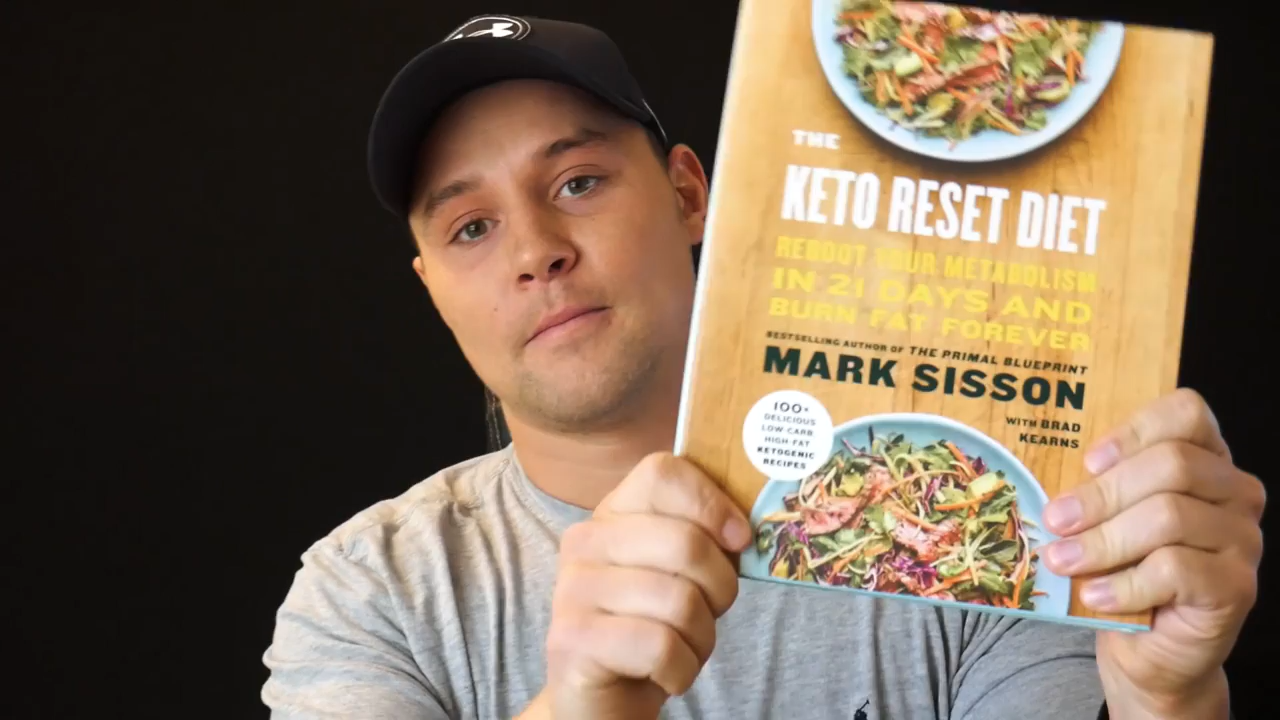 THE
KETO RESET DIET
REBOOT YOUR METABOLISM
IN 21 DAYS AND
BURN FAT FOREVER
BESTSELLING AUTHOR OF THE PRIMAL BLUEPRINT
MARK SISSON
WITH BRAD
KEARNS
100+
DELICIOUS
LOW-CARB
HIGH-FAT
KETOGENIC
RECIPES